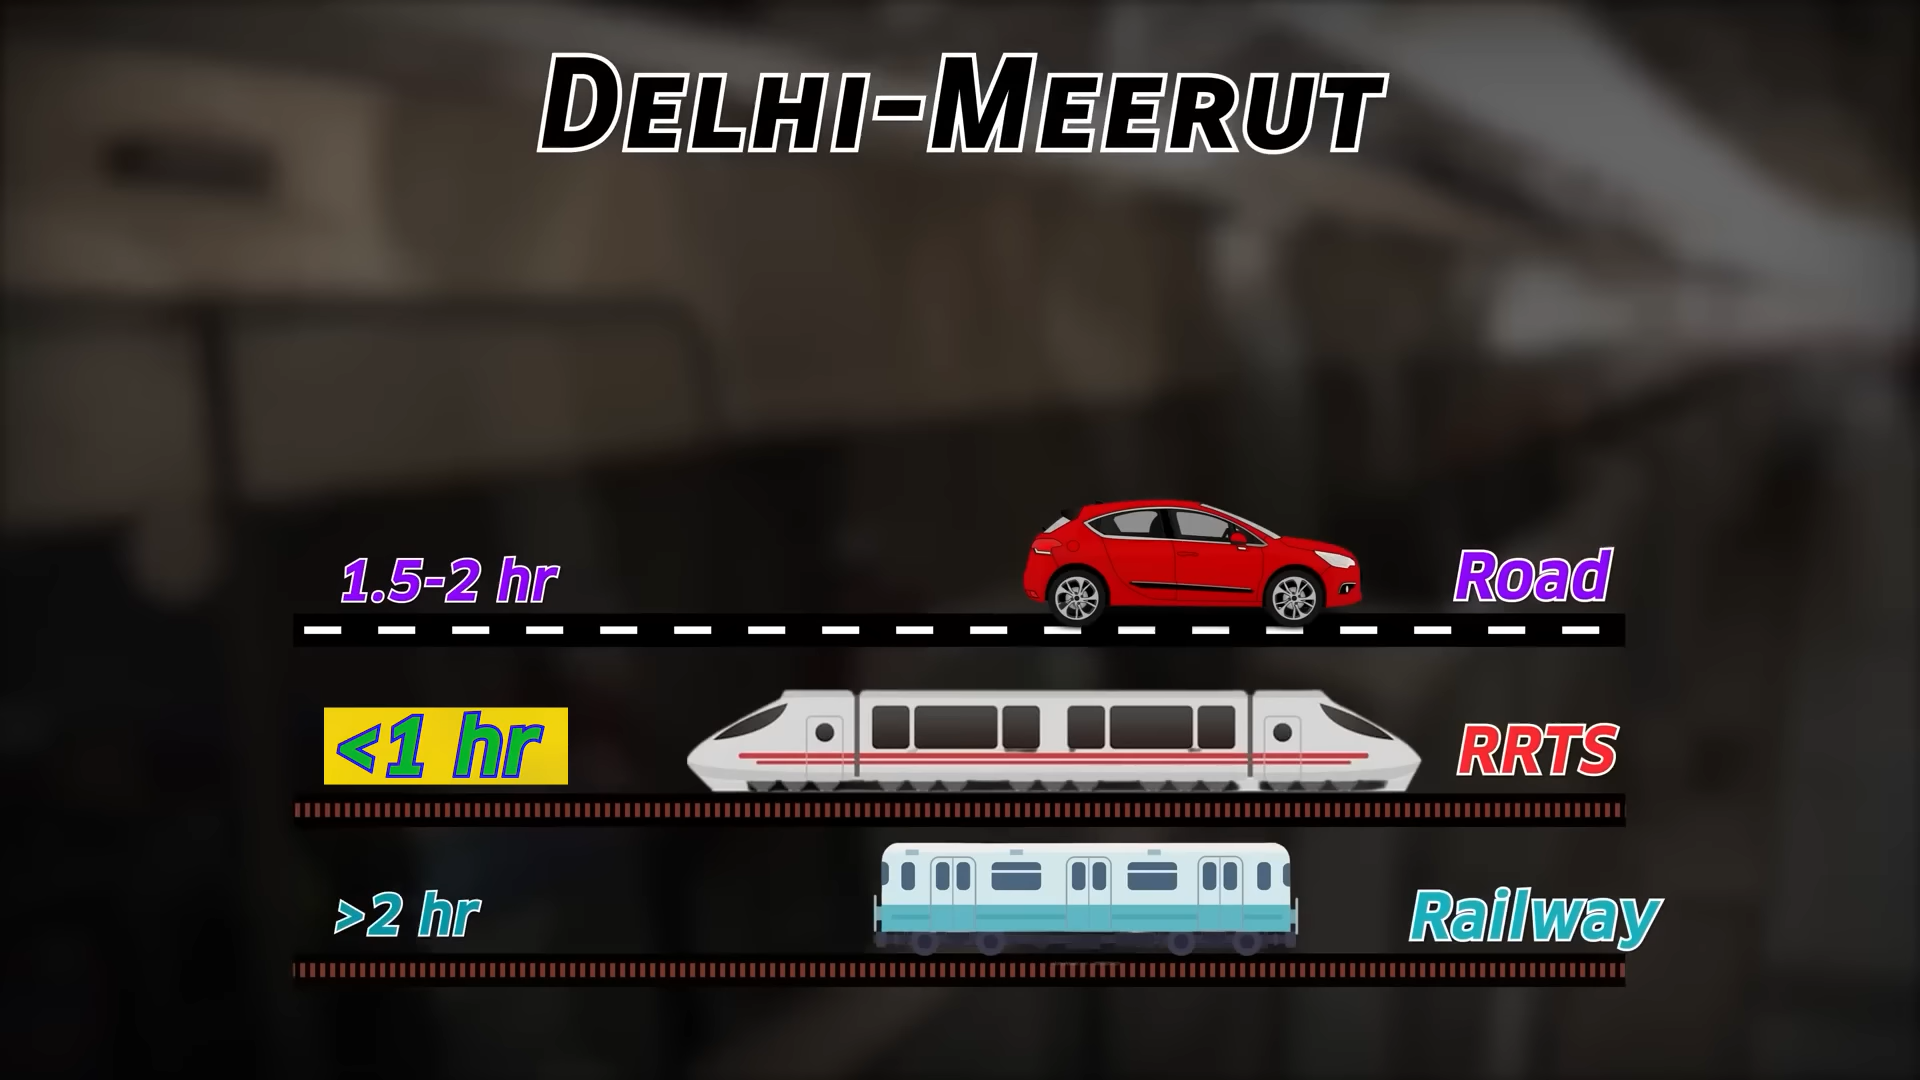 DELHI-MEERUT
1.5-2 hr
Road
<1 hr
RRTS
>2 hr
Railway